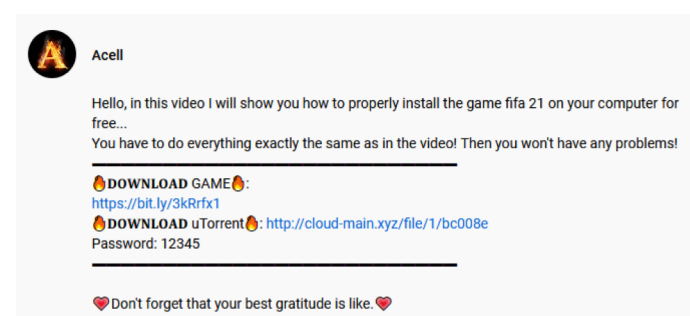 A
Acell
Hello, in this video I will show you how to properly install the game fifa 21 on your computer for
free...
You have to do everything exactly the same as in the video! Then you won't have any problems!
🔥𝐃𝐎𝐖𝐍𝐋𝐎𝐀𝐃 GAME🔥:
https://bit.ly/3kRrfx1
🔥𝐃𝐎𝐖𝐍𝐋𝐎𝐀𝐃 uTorrent🔥: http://cloud-main.xyz/file/1/bc008e
Password: 12345
💗Don't forget that your best gratitude is like.💗